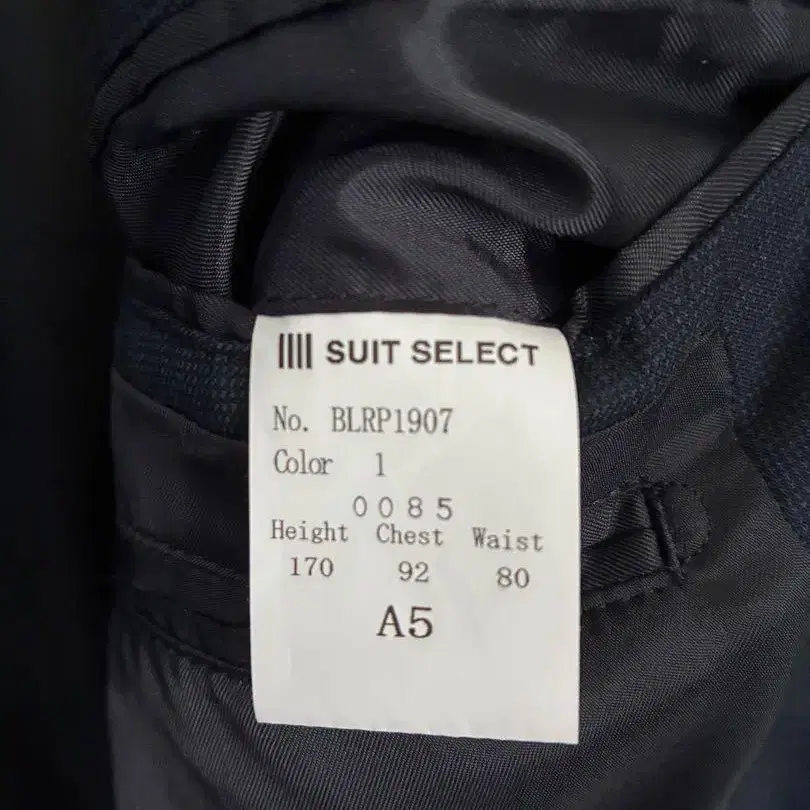 SUIT SELECT
No. BLRP1907
Color 1
0085
Height Chest Waist
170 92 80
A5